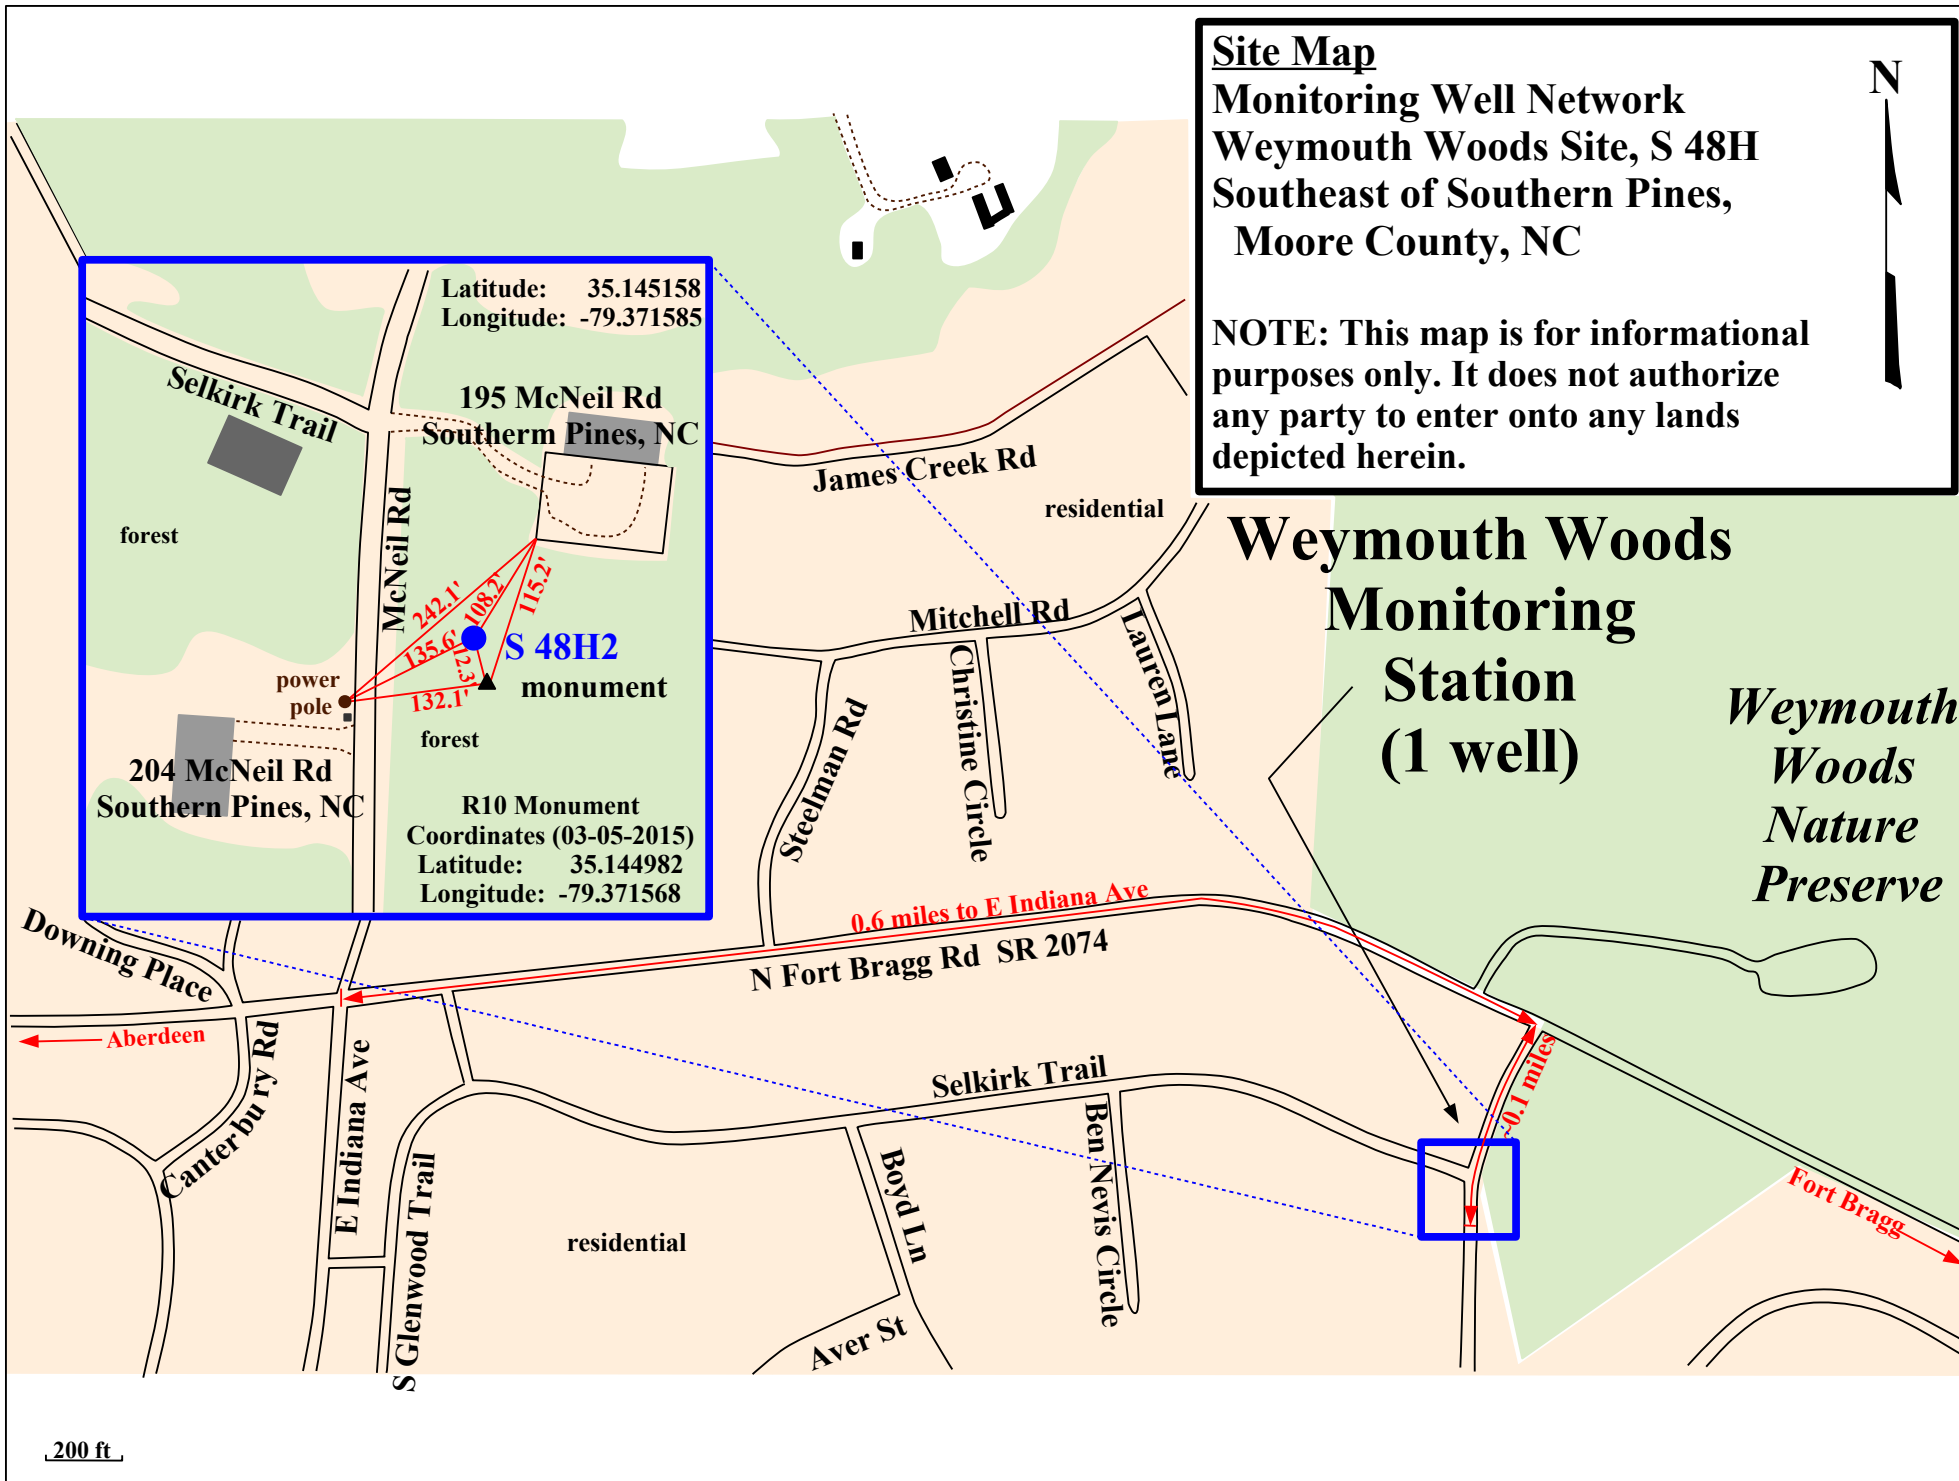 Site Map
Monitoring Well Network
Weymouth Woods Site, S 48H
Southeast of Southern Pines,
Moore County, NC
NOTE: This map is for informational
purposes only. It does not authorize
any party to enter onto any lands
depicted herein.
N
Latitude: 35.145158
Longitude: -79.371585
Selkirk Trail
195 McNeil Rd
Southerm Pines, NC
McNeil Rd
forest
242.1'
108.2'
115.2'
135.6'
12.3'
132.1'
S 48H2
monument
power
pole
forest
204 McNeil Rd
Southern Pines, NC
R10 Monument
Coordinates (03-05-2015)
Latitude: 35.144982
Longitude: -79.371568
James Creek Rd
residential
Mitchell Rd
Lauren Lane
Christine Circle
Steelman Rd
Weymouth Woods
Monitoring
Station
(1 well)
Weymouth
Woods
Nature
Preserve
0.6 miles to E Indiana Ave
N Fort Bragg Rd SR 2074
Downing Place
Aberdeen
Canterbury Rd
E Indiana Ave
S Glenwood Trail
Selkirk Trail
Boyd Ln
Ben Nevis Circle
Aver St
residential
~0.1 miles
Fort Bragg
200 ft